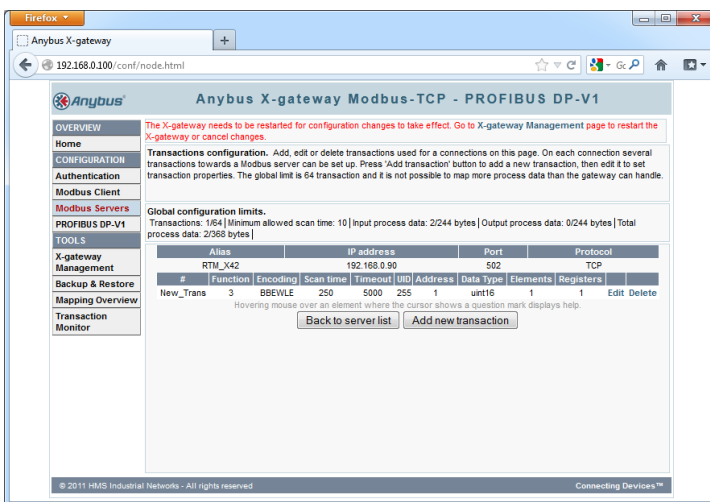 Firefox
Anybus X-gateway
192.168.0.100/conf/node.html
Anybus
Anybus X-gateway Modbus-TCP - PROFIBUS DP-V1
OVERVIEW
Home
CONFIGURATION
Authentication
Modbus Client
Modbus Servers
PROFIBUS DP-V1
TOOLS
X-gateway
Management
Backup & Restore
Mapping Overview
Transaction
Monitor
The X-gateway needs to be restarted for configuration changes to take effect. Go to X-gateway Management page to restart the
X-gateway or cancel changes.
Transactions configuration. Add, edit or delete transactions used for a connections on this page. On each connection several
transactions towards a Modbus server can be set up. Press 'Add transaction' button to add a new transaction, then edit it to set
transaction properties. The global limit is 64 transaction and it is not possible to map more process data than the gateway can handle.
Global configuration limits.
Transactions: 1/64 | Minimum allowed scan time: 10 | Input process data: 2/244 bytes | Output process data: 0/244 bytes | Total
process data: 2/368 bytes |
Alias IP address Port Protocol
RTM_X42 192.168.0.90 502 TCP
# Function Encoding Scan time Timeout UID Address Data Type Elements Registers
New_Trans 3 BBEWLE 250 5000 255 1 uint16 1 1 Edit Delete
Hovering mouse over an element where the cursor shows a question mark displays help.
Back to server list Add new transaction
© 2011 HMS Industrial Networks - All rights reserved Connecting Devices™